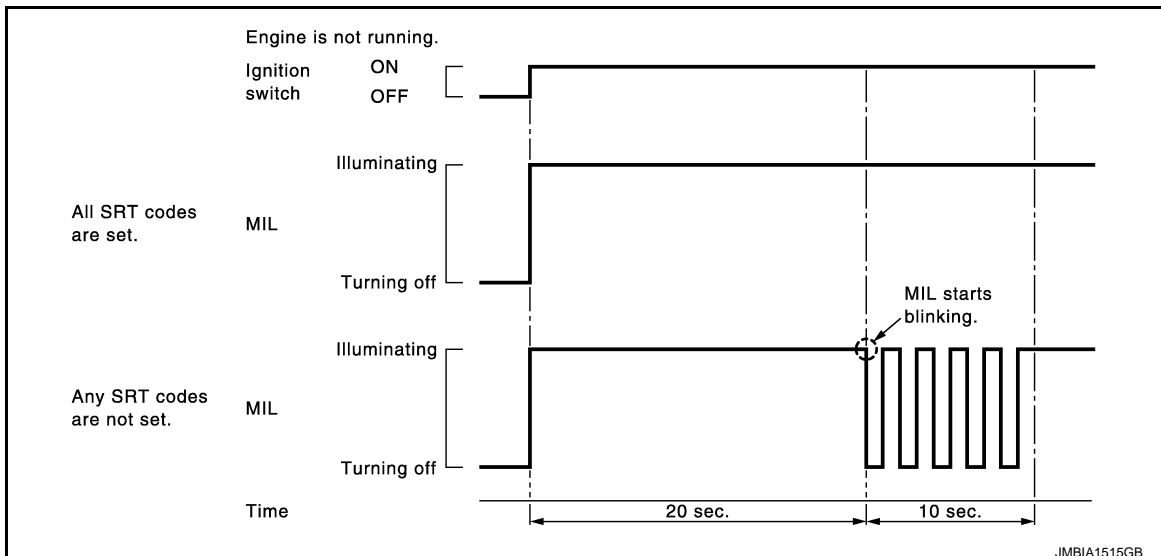 Engine is not running.
Ignition
switch
ON
OFF
Illuminating
All SRT codes
are set.
MIL
Turning off
MIL starts
blinking.
Illuminating
Any SRT codes
are not set.
MIL
Turning off
Time
20 sec.
10 sec.
JMBIA1515GB